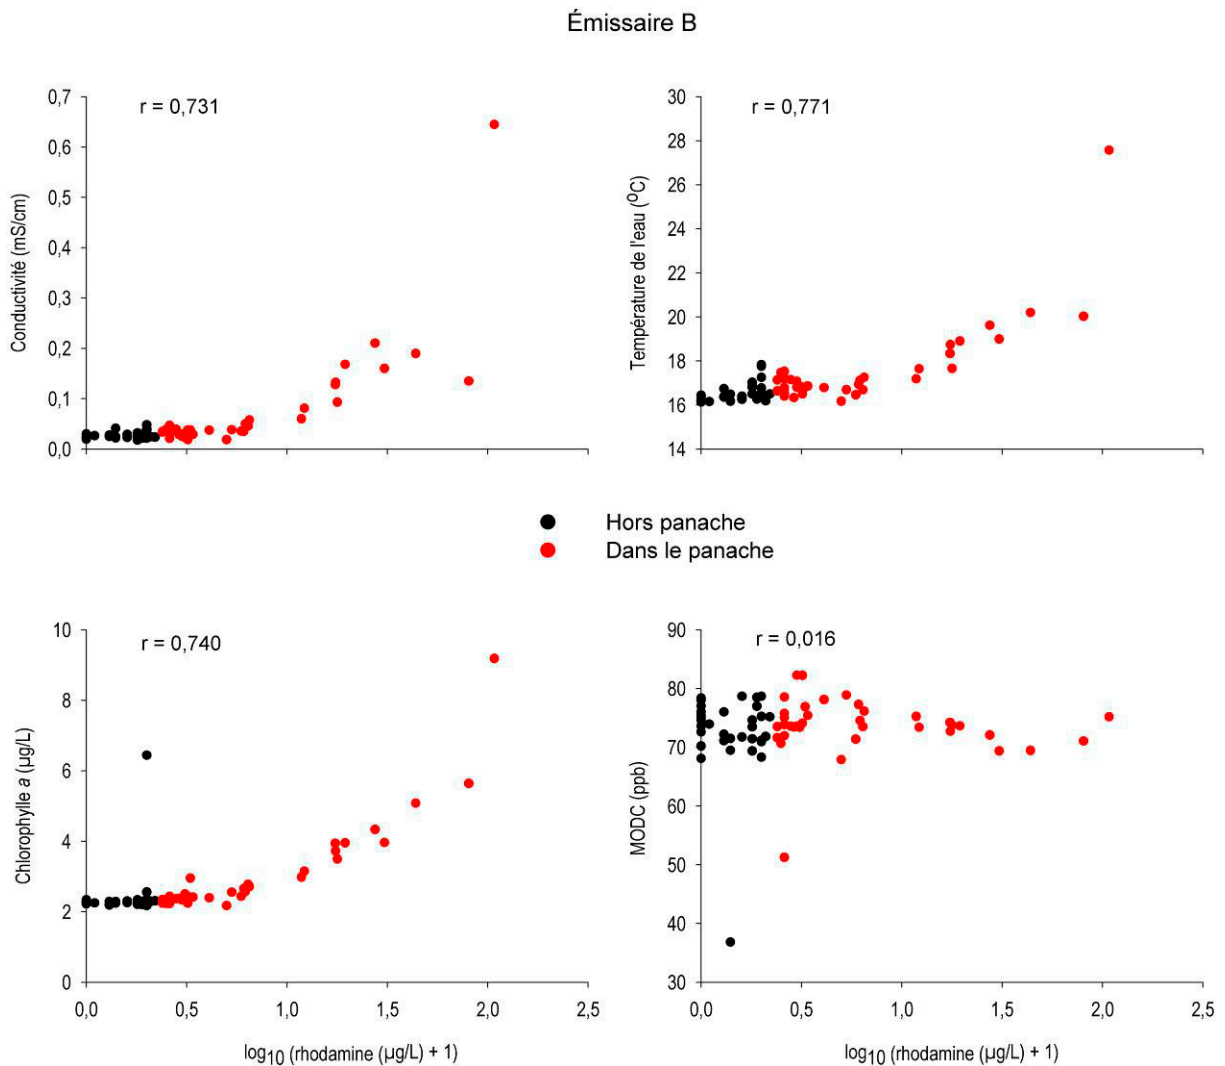 Émissaire B
r = 0,731
0,7
0,6
0,5
0,4
0,3
0,2
0,1
0,0
Conductivité (mS/cm)
r = 0,771
30
28
26
24
22
20
18
16
14
Température de l'eau (⁰C)
Hors panache
Dans le panache
r = 0,740
10
8
6
4
2
0
Chlorophylle a (µg/L)
0,0 0,5 1,0 1,5 2,0 2,5
log₁₀ (rhodamine (µg/L) + 1)
r = 0,016
90
80
70
60
50
40
30
MODC (ppb)
0,0 0,5 1,0 1,5 2,0 2,5
log₁₀ (rhodamine (µg/L) + 1)